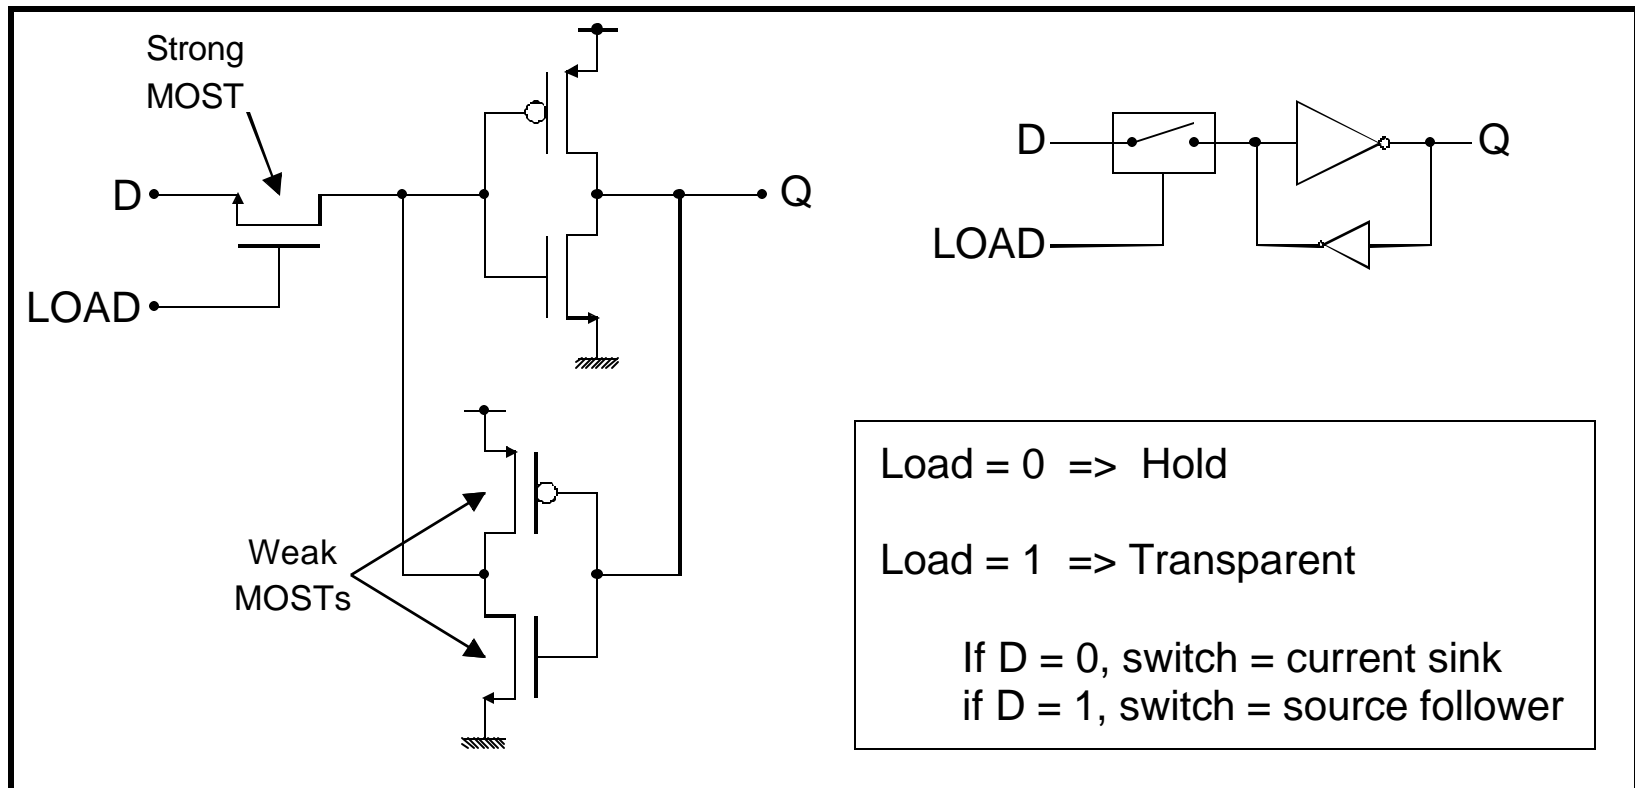 Strong
MOST
D
LOAD
Q
Weak
MOSTs
D
LOAD
Q
Load = 0 => Hold
Load = 1 => Transparent
If D = 0, switch = current sink
if D = 1, switch = source follower